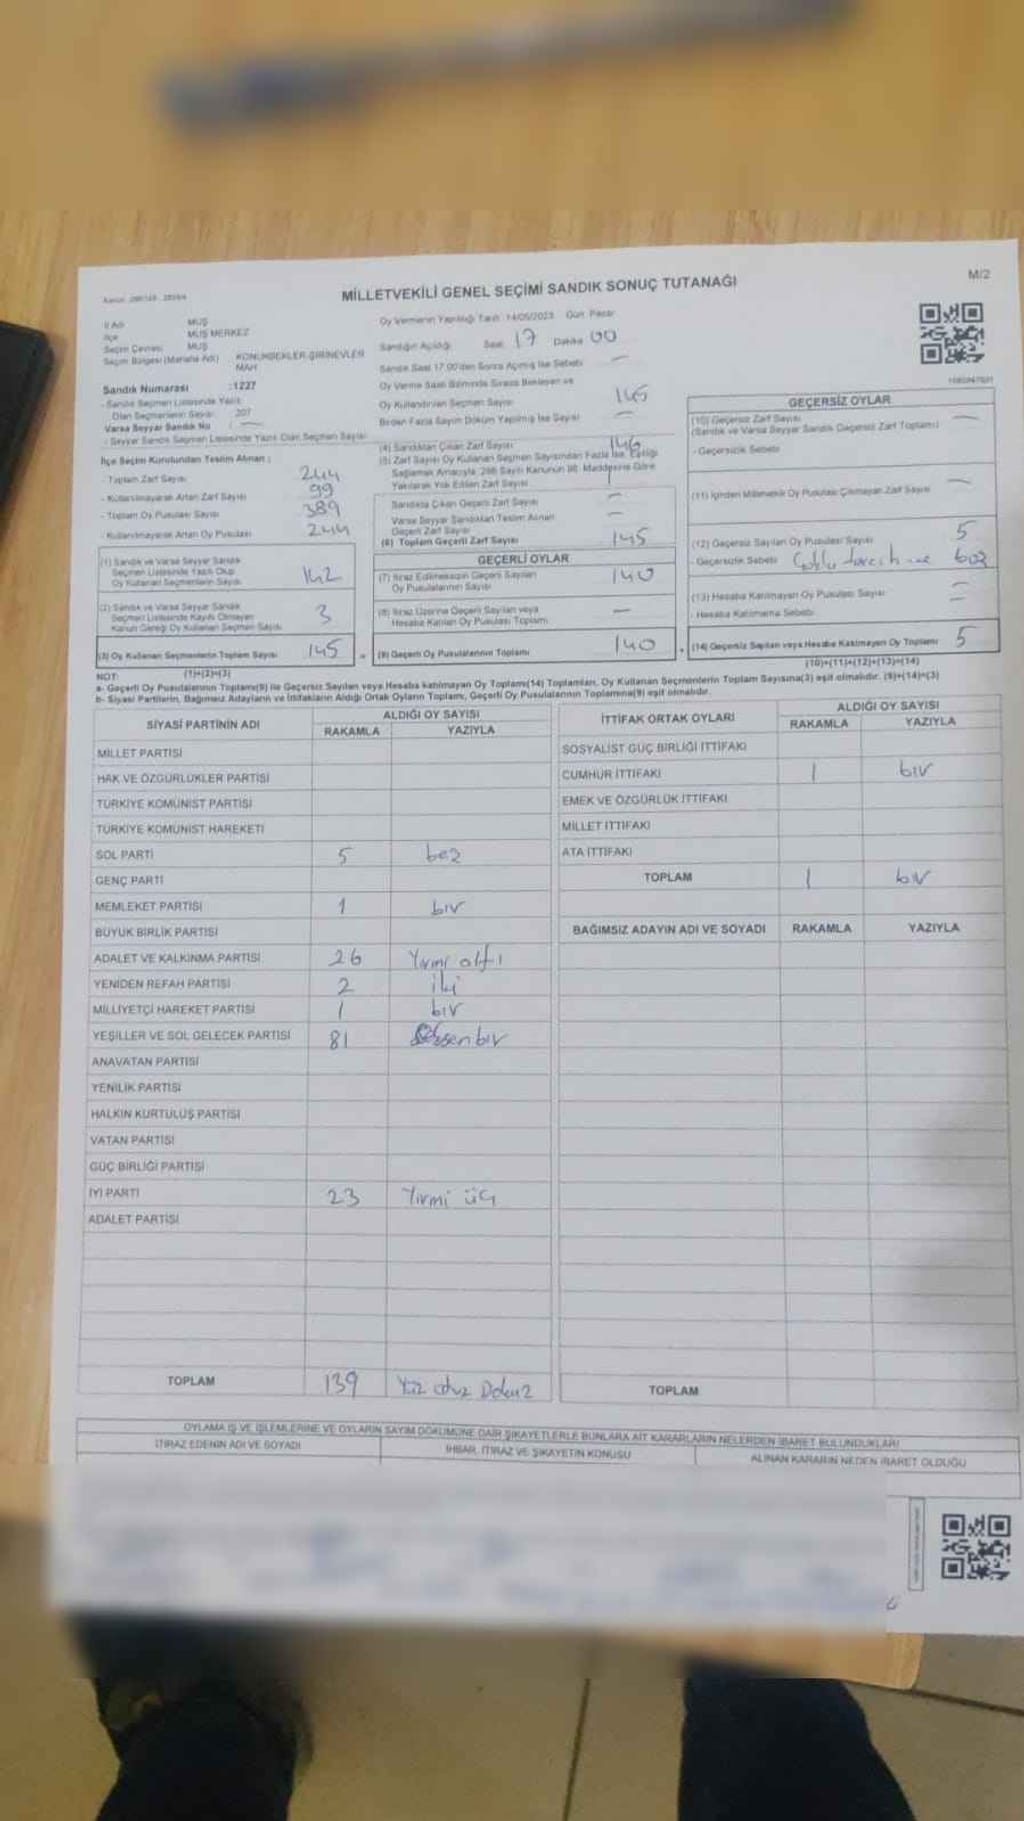 MİLLETVEKİLİ GENEL SEÇİMİ SANDIK SONUÇ TUTANAĞI
M/2
İl Adı MUŞ
İlçe MUŞ MERKEZ
Seçim Çevresi MUŞ
Seçim Bölgesi (Mahalle Adı) KONUKBEKLER-ŞİRİNEVLER MAH
Sandık Numarası :1227
- Sandık Seçmen Listesinde Yazılı
Olan Seçmenlerin Sayısı 207
Varsa Seyyar Sandık No :
- Seyyar Sandık Seçmen Listesinde Yazılı Olan Seçmen Sayısı
İlçe Seçim Kurulundan Teslim Alınan :
- Toplam Zarf Sayısı 244
- Kullanılmayarak Artan Zarf Sayısı 99
- Toplam Oy Pusulası Sayısı 389
- Kullanılmayarak Artan Oy Pusulası 244
(1) Sandık ve Varsa Seyyar Sandık
Seçmen Listesinde Yazılı Olup
Oy Kullanan Seçmenlerin Sayısı 142
(2) Sandık ve Varsa Seyyar Sandık
Seçmen Listesinde Kaydı Olmayan
Kanun Gereği Oy Kullanan Seçmen Sayısı 3
(3) Oy Kullanan Seçmenlerin Toplam Sayısı 145
(1)+(2)=(3)
Oy Vermenin Yapıldığı Tarih: 14/05/2023 Gün: Pazar
Sandığın Açıldığı Saat 17 Dakika 00
Sandık Saat 17:00'den Sonra Açılmış İse Sebebi —
Oy Verme Saati Bitiminde Sırada Bekleyen ve
Oy Kullandırılan Seçmen Sayısı 145
Birden Fazla Sayım Döküm Yapılmış İse Sayısı —
(4) Sandıktan Çıkan Zarf Sayısı 146
(5) Zarf Sayısı Oy Kullanan Seçmen Sayısından Fazla İse, Eşitliği
Sağlamak Amacıyla, 298 Sayılı Kanunun 98. Maddesine Göre
Yakılarak Yok Edilen Zarf Sayısı 1
Sandıkta Çıkan Geçerli Zarf Sayısı —
Varsa Seyyar Sandıktan Teslim Alınan
Geçerli Zarf Sayısı —
(6) Toplam Geçerli Zarf Sayısı 145
GEÇERLİ OYLAR
(7) İtiraz Edilmeksizin Geçerli Sayılan
Oy Pusulalarının Sayısı 140
(8) İtiraz Üzerine Geçerli Sayılan veya
Hesaba Katılan Oy Pusulası Toplamı —
(9) Geçerli Oy Pusulalarının Toplamı 140
GEÇERSİZ OYLAR
(10) Geçersiz Zarf Sayısı
(Sandık ve Varsa Seyyar Sandık Geçersiz Zarf Toplamı) —
- Geçersizlik Sebebi
(11) İçinden Milletvekili Oy Pusulası Çıkmayan Zarf Sayısı —
(12) Geçersiz Sayılan Oy Pusulası Sayısı 5
- Geçersizlik Sebebi
(13) Hesaba Katılmayan Oy Pusulası Sayısı —
- Hesaba Katılmama Sebebi —
(14) Geçersiz Sayılan veya Hesaba Katılmayan Oy Toplamı 5
(10)+(11)+(12)+(13)=(14)
NOT:
a- Geçerli Oy Pusulalarının Toplamı(9) ile Geçersiz Sayılan veya Hesaba katılmayan Oy Toplamı(14) Toplamları, Oy Kullanan Seçmenlerin Toplam Sayısına(3) eşit olmalıdır. (9)+(14)=(3)
b- Siyasi Partilerin, Bağımsız Adayların ve İttifakların Aldığı Ortak Oyların Toplamı, Geçerli Oy Pusulalarının Toplamına(9) eşit olmalıdır.
SİYASİ PARTİNİN ADI ALDIĞI OY SAYISI
RAKAMLA YAZIYLA
MİLLET PARTİSİ
HAK VE ÖZGÜRLÜKLER PARTİSİ
TÜRKİYE KOMÜNİST PARTİSİ
TÜRKİYE KOMÜNİST HAREKETİ
SOL PARTİ 5 beş
GENÇ PARTİ
MEMLEKET PARTİSİ 1 bir
BÜYÜK BİRLİK PARTİSİ
ADALET VE KALKINMA PARTİSİ 26 Yirmi altı
YENİDEN REFAH PARTİSİ 2 iki
MİLLİYETÇİ HAREKET PARTİSİ 1 bir
YEŞİLLER VE SOL GELECEK PARTİSİ 81 Seksen bir
ANAVATAN PARTİSİ
YENİLİK PARTİSİ
HALKIN KURTULUŞ PARTİSİ
VATAN PARTİSİ
GÜÇ BİRLİĞİ PARTİSİ
İYİ PARTİ 23 Yirmi üç
ADALET PARTİSİ
TOPLAM 139 Yüz otuz Dokuz
İTTİFAK ORTAK OYLARI ALDIĞI OY SAYISI
RAKAMLA YAZIYLA
SOSYALİST GÜÇ BİRLİĞİ İTTİFAKI
CUMHUR İTTİFAKI 1 bir
EMEK VE ÖZGÜRLÜK İTTİFAKI
MİLLET İTTİFAKI
ATA İTTİFAKI
TOPLAM 1 bir
BAĞIMSIZ ADAYIN ADI VE SOYADI RAKAMLA YAZIYLA
TOPLAM
OYLAMA İŞ VE İŞLEMLERİNE VE OYLARIN SAYIM DÖKÜMÜNE DAİR ŞİKAYETLERLE BUNLARA AİT KARARLARIN NELERDEN İBARET BULUNDUKLARI
İTİRAZ EDENİN ADI VE SOYADI
İHBAR, İTİRAZ VE ŞİKAYETİN KONUSU
ALINAN KARARIN NEDEN İBARET OLDUĞU